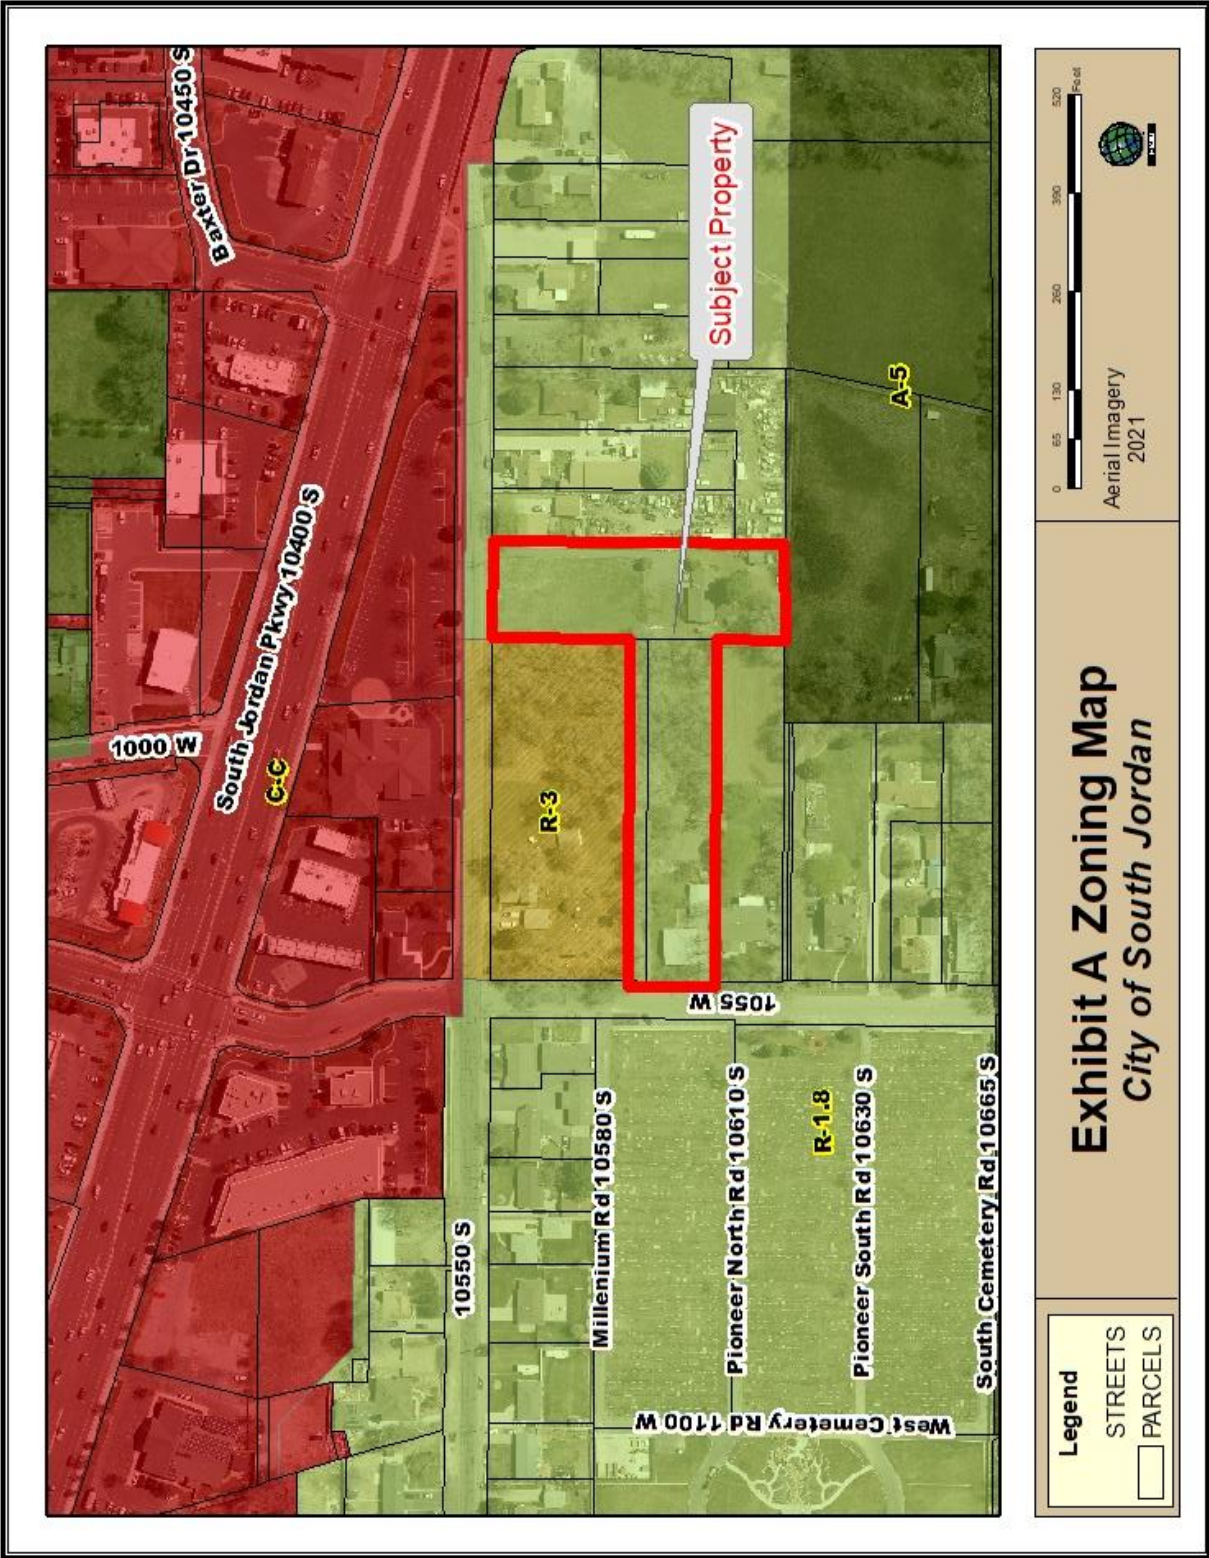 Baxter Dr 10450 S
South Jordan Pkwy 10400 S
1000 W
C-C
Subject Property
R-3
A-5
1055 W
10550 S
Millenium Rd 10580 S
Pioneer North Rd 10610 S
R-1.8
Pioneer South Rd 10630 S
South Cemetery Rd 10665 S
West Cemetery Rd 1100 W
Legend
STREETS
PARCELS
Exhibit A Zoning Map
City of South Jordan
0 65 130 260 390 520
Feet
Aerial Imagery
2021